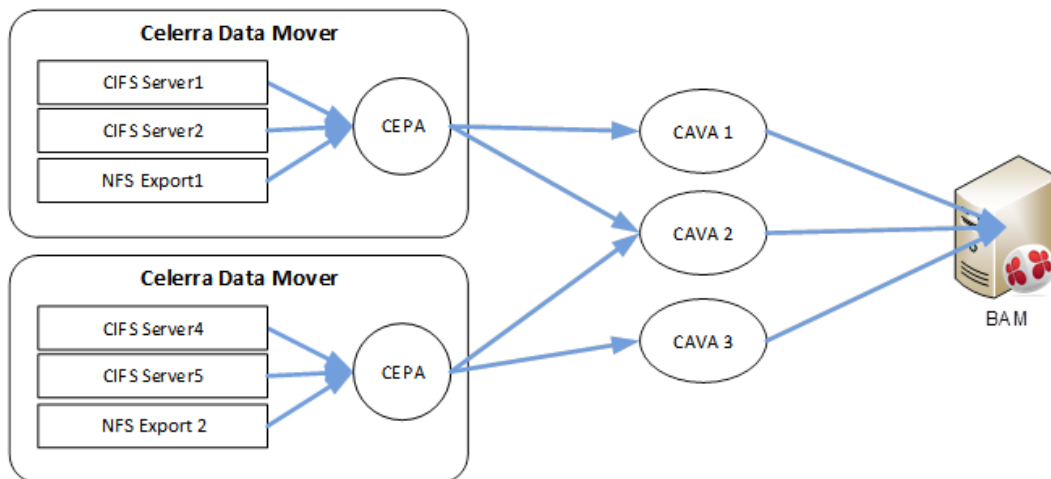 Celerra Data Mover
CIFS Server1
CIFS Server2
NFS Export1
CEPA
Celerra Data Mover
CIFS Server4
CIFS Server5
NFS Export 2
CEPA
CAVA 1
CAVA 2
CAVA 3
BAM